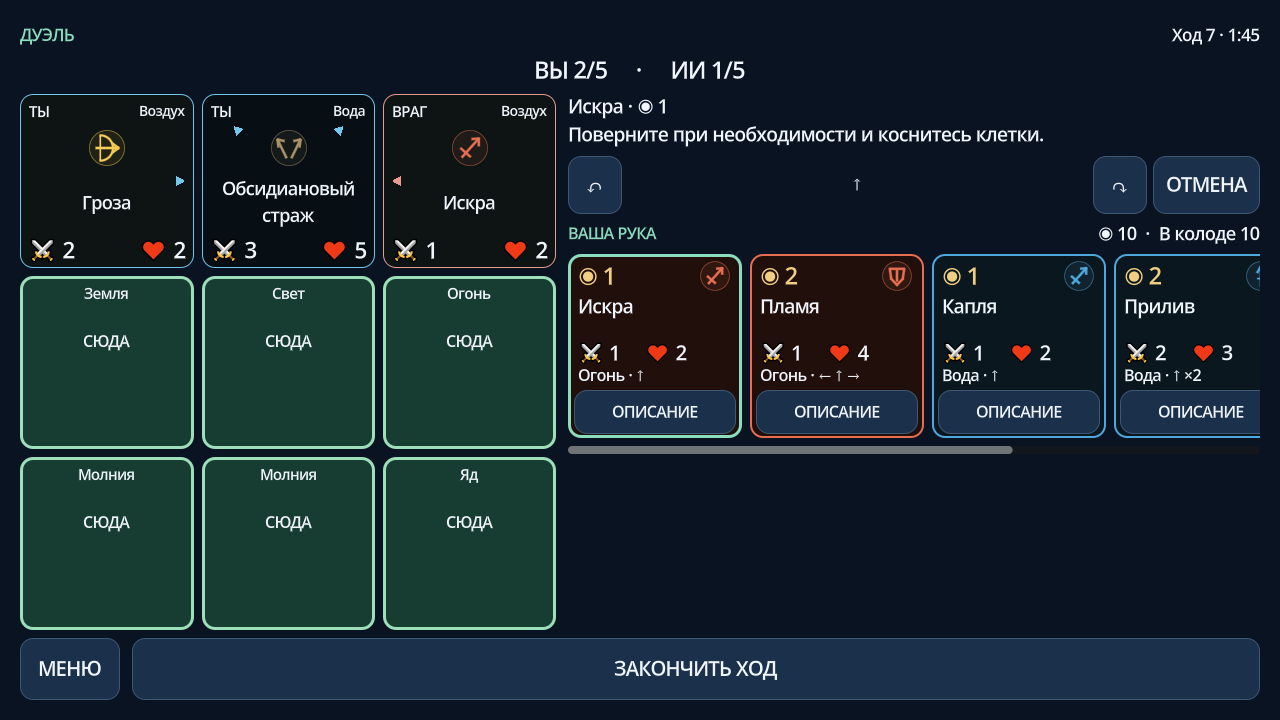 ДУЭЛЬ
Ход 7 · 1:45
ВЫ 2/5 · ИИ 1/5
ТЫ Воздух
Гроза
⚔ 2 ❤ 2
ТЫ Вода
Обсидиановый
страж
⚔ 3 ❤ 5
ВРАГ Воздух
Искра
⚔ 1 ❤ 2
Земля
СЮДА
Свет
СЮДА
Огонь
СЮДА
Молния
СЮДА
Молния
СЮДА
Яд
СЮДА
Искра · ◉ 1
Поверните при необходимости и коснитесь клетки.
↶ ↑ ↷ ОТМЕНА
ВАША РУКА
◉ 10 · В колоде 10
◉ 1
Искра
⚔ 1 ❤ 2
Огонь · ↑
ОПИСАНИЕ
◉ 2
Пламя
⚔ 1 ❤ 4
Огонь · ← ↑ →
ОПИСАНИЕ
◉ 1
Капля
⚔ 1 ❤ 2
Вода · ↑
ОПИСАНИЕ
◉ 2
Прилив
⚔ 2 ❤ 3
Вода · ↑ ×2
ОПИСАНИЕ
МЕНЮ
ЗАКОНЧИТЬ ХОД